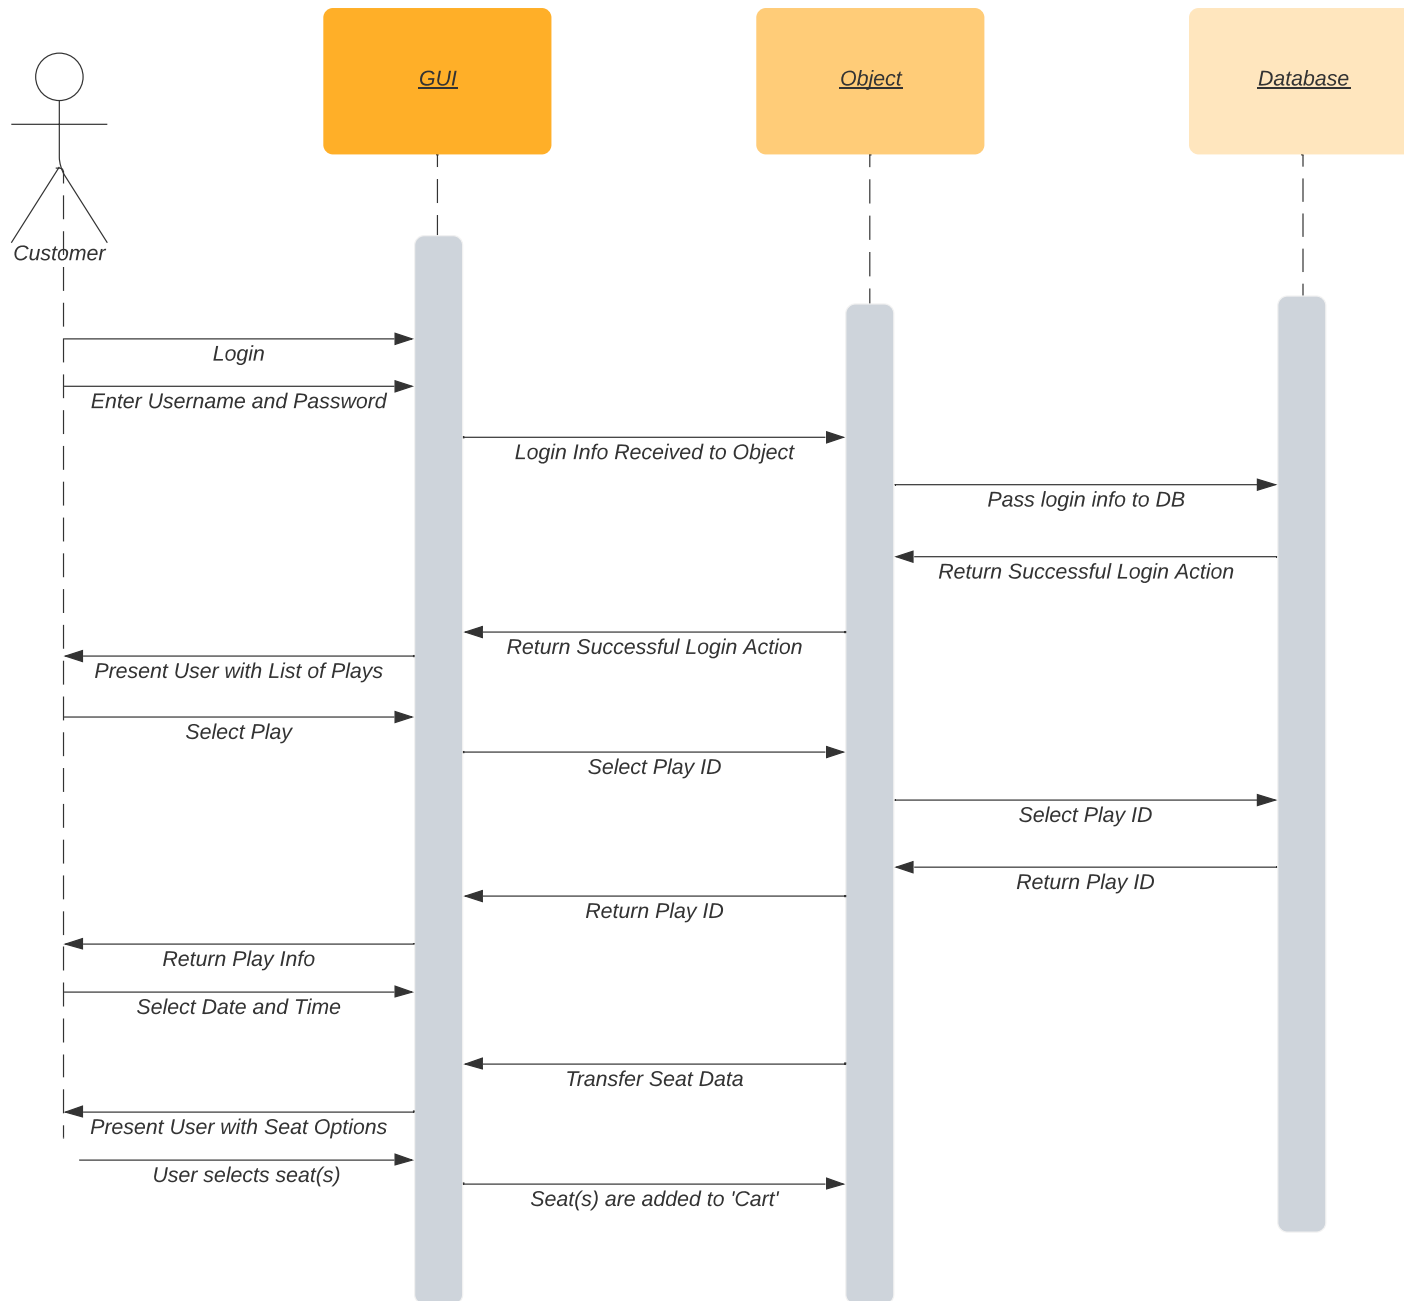 GUI
Object
Database
Customer
Login
Enter Username and Password
Login Info Received to Object
Pass login info to DB
Return Successful Login Action
Return Successful Login Action
Present User with List of Plays
Select Play
Select Play ID
Select Play ID
Return Play ID
Return Play ID
Return Play Info
Select Date and Time
Transfer Seat Data
Present User with Seat Options
User selects seat(s)
Seat(s) are added to 'Cart'